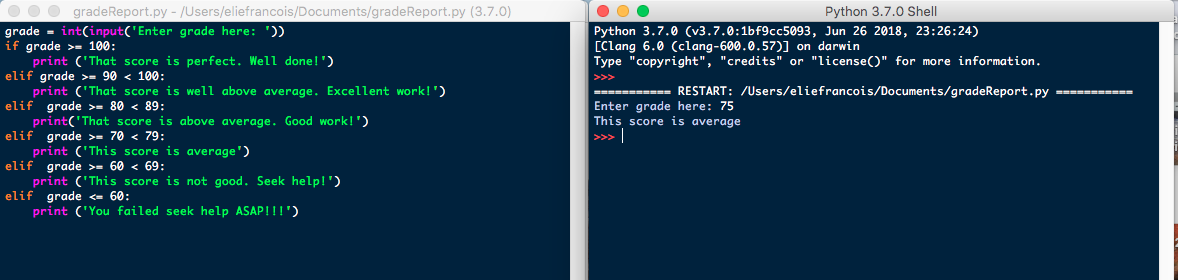 gradeReport.py - /Users/eliefrancois/Documents/gradeReport.py (3.7.0)
grade = int(input('Enter grade here: '))
if grade >= 100:
    print ('That score is perfect. Well done!')
elif grade >= 90 < 100:
    print ('That score is well above average. Excellent work!')
elif  grade >= 80 < 89:
    print('That score is above average. Good work!')
elif  grade >= 70 < 79:
    print ('This score is average')
elif  grade >= 60 < 69:
    print ('This score is not good. Seek help!')
elif  grade <= 60:
    print ('You failed seek help ASAP!!!')
Python 3.7.0 Shell
Python 3.7.0 (v3.7.0:1bf9cc5093, Jun 26 2018, 23:26:24)
[Clang 6.0 (clang-600.0.57)] on darwin
Type "copyright", "credits" or "license()" for more information.
>>>
=========== RESTART: /Users/eliefrancois/Documents/gradeReport.py ===========
Enter grade here: 75
This score is average
>>>